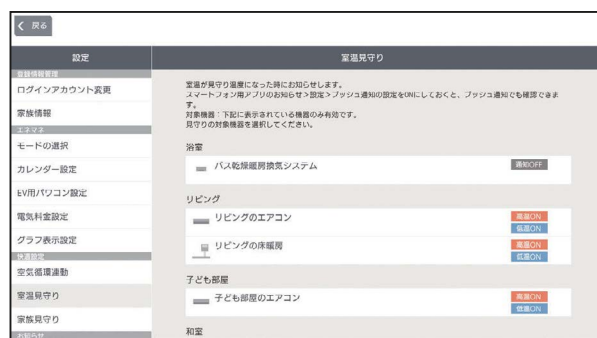 戻る
設定
室温見守り
登録情報管理
ログインアカウント変更
家族情報
エネマネ
モードの選択
カレンダー設定
EV用パワコン設定
電気料金設定
グラフ表示設定
快適設定
空気循環連動
室温見守り
家族見守り
お知らせ
室温が見守り温度になった時にお知らせします。
スマートフォン用アプリのお知らせ>設定>プッシュ通知の設定をONにしておくと、プッシュ通知でも確認できま
す。
対象機器:下記に表示されている機器のみ有効です。
見守りの対象機器を選択してください。
浴室
バス乾燥暖房換気システム
通知OFF
リビング
リビングのエアコン
高温ON
低温ON
リビングの床暖房
高温ON
低温ON
子ども部屋
子ども部屋のエアコン
高温ON
低温ON
和室